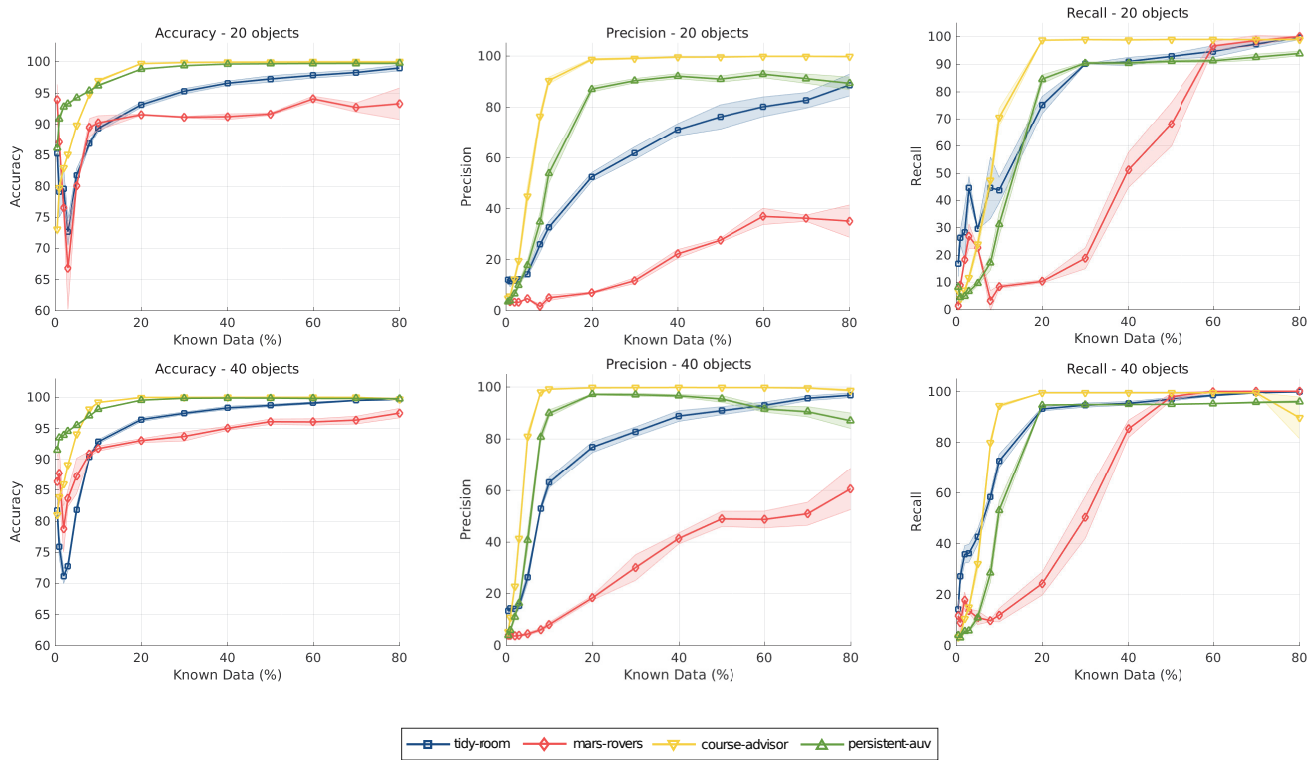 Accuracy - 20 objects
100
95
90
85
80
75
70
65
60
Accuracy
0 20 40 60 80
Known Data (%)
Precision - 20 objects
100
80
60
40
20
0
Precision
0 20 40 60 80
Known Data (%)
Recall - 20 objects
100
90
80
70
60
50
40
30
20
10
0
Recall
0 20 40 60 80
Known Data (%)
Accuracy - 40 objects
100
95
90
85
80
75
70
65
60
Accuracy
0 20 40 60 80
Known Data (%)
Precision - 40 objects
100
80
60
40
20
0
Precision
0 20 40 60 80
Known Data (%)
Recall - 40 objects
100
80
60
40
20
0
Recall
0 20 40 60 80
Known Data (%)
tidy-room mars-rovers course-advisor persistent-auv